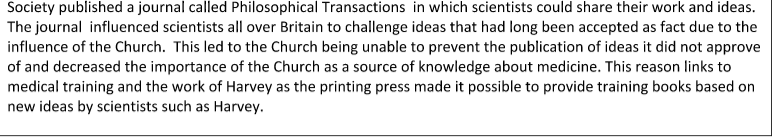 Society published a journal called Philosophical Transactions  in which scientists could share their work and ideas.
The journal  influenced scientists all over Britain to challenge ideas that had long been accepted as fact due to the
influence of the Church.  This led to the Church being unable to prevent the publication of ideas it did not approve
of and decreased the importance of the Church as a source of knowledge about medicine. This reason links to
medical training and the work of Harvey as the printing press made it possible to provide training books based on
new ideas by scientists such as Harvey.